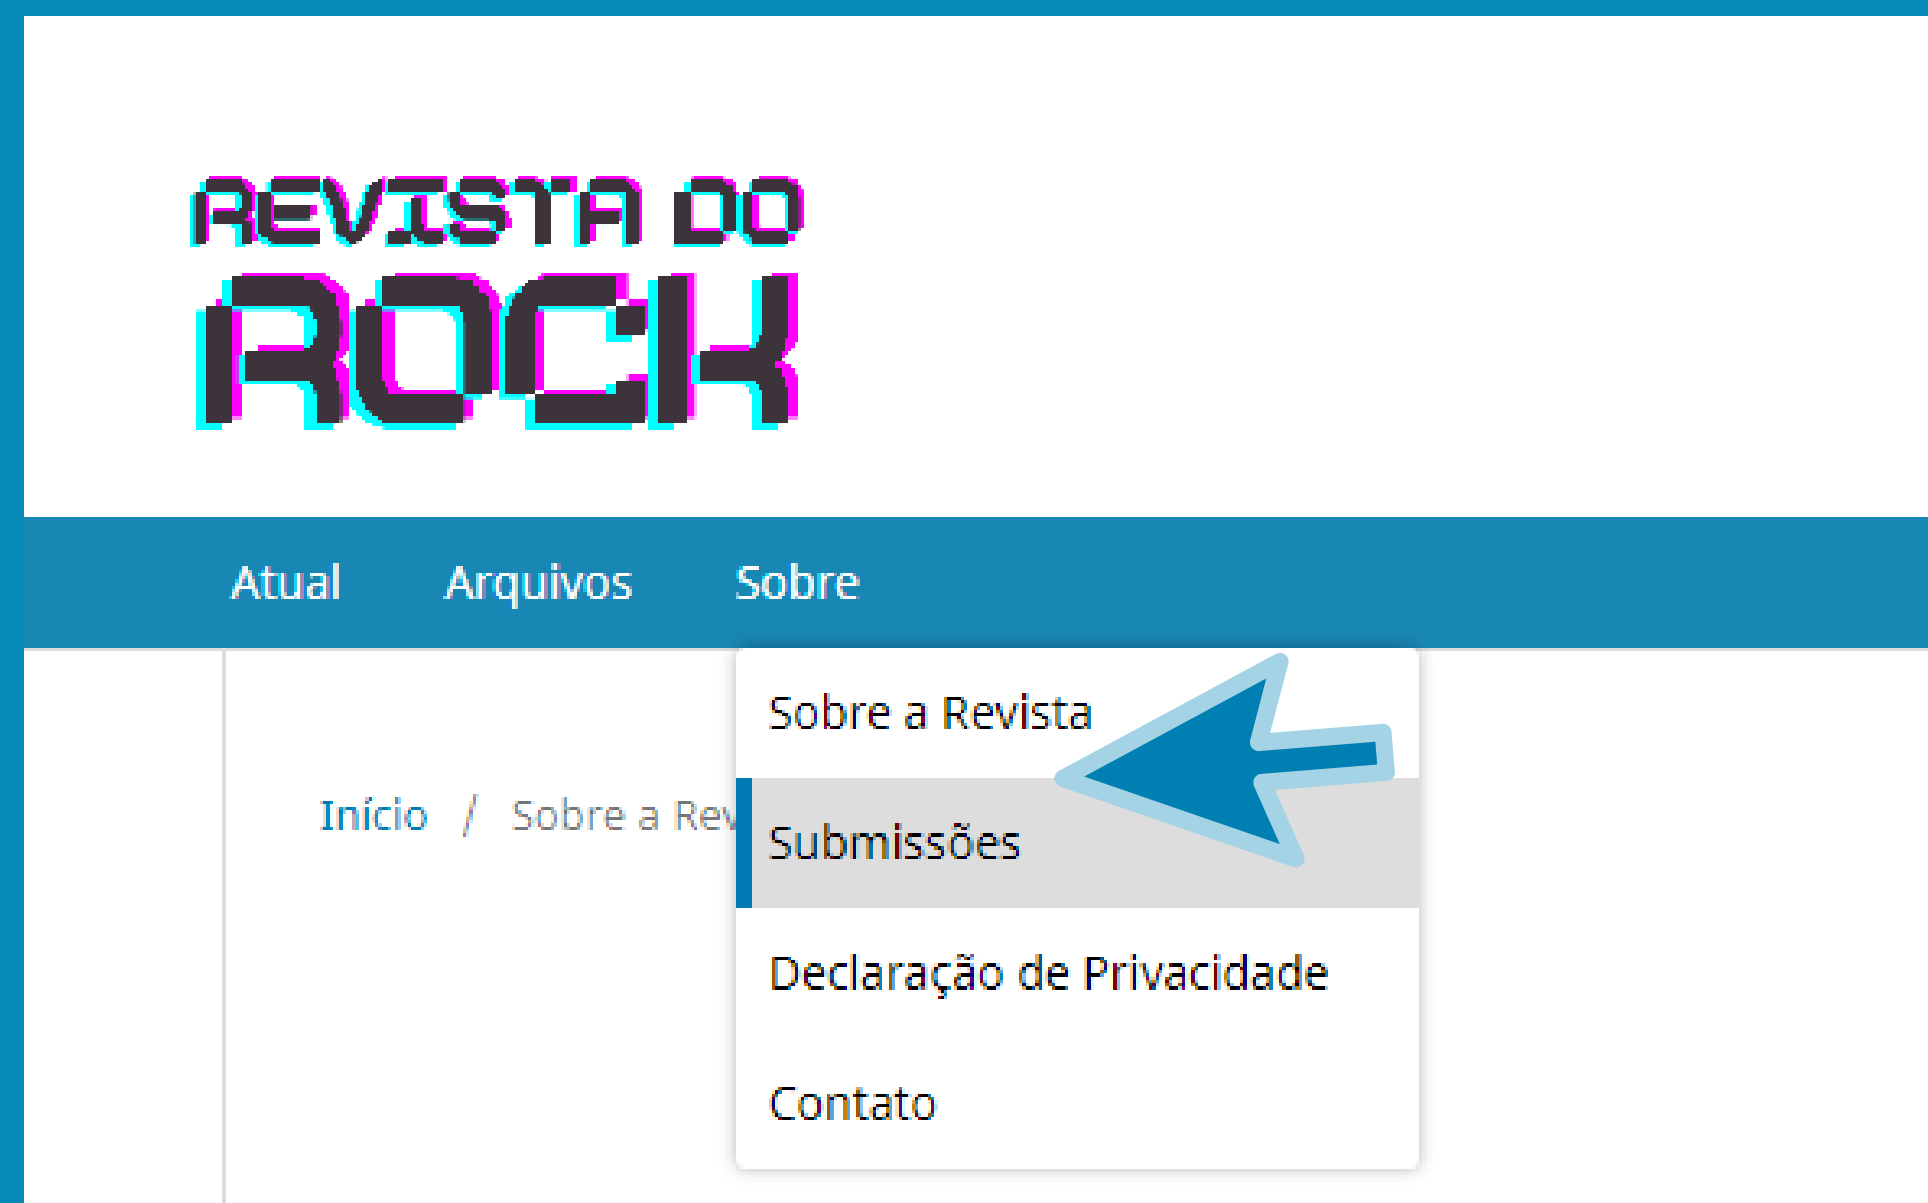 REVISTA DO
ROCK
Atual Arquivos Sobre
Sobre a Revista
Início / Sobre a Rev
Submissões
Declaração de Privacidade
Contato